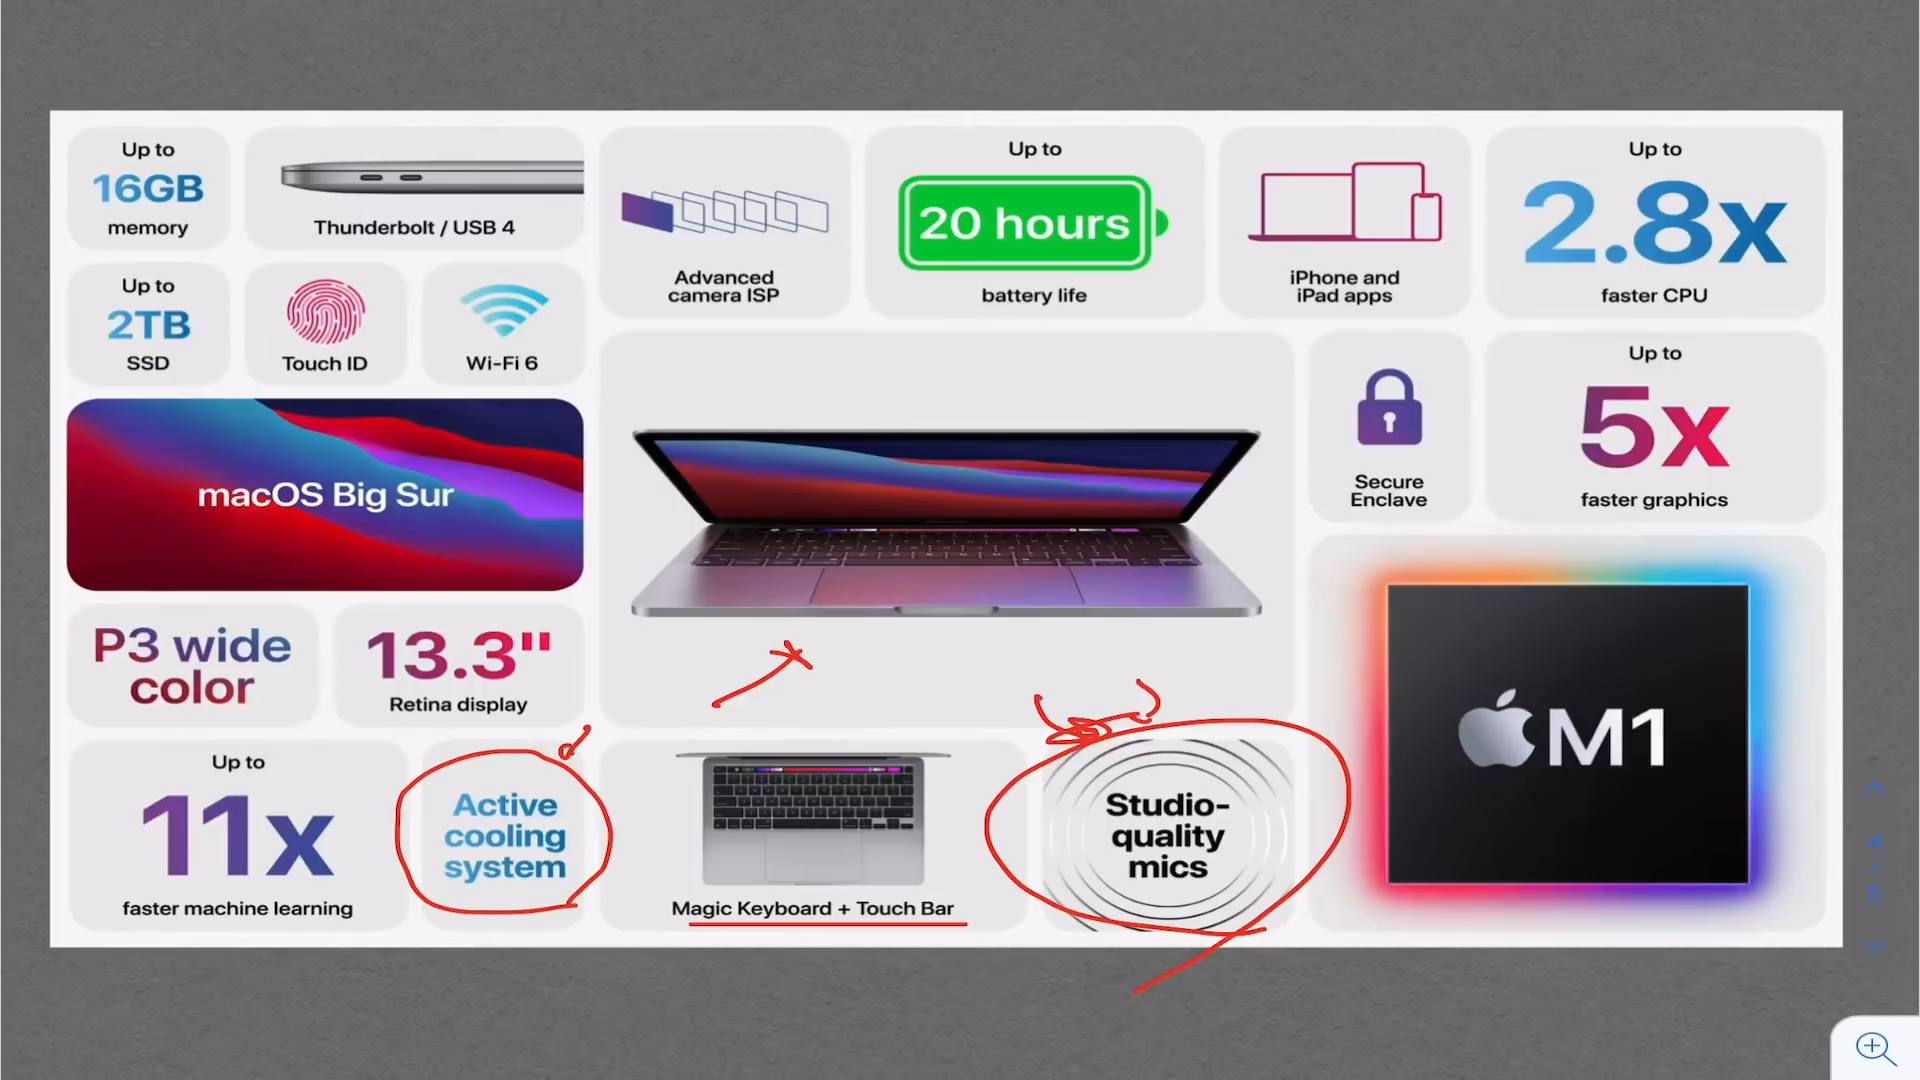 Up to
16GB
memory
Thunderbolt / USB 4
Advanced
camera ISP
Up to
20 hours
battery life
iPhone and
iPad apps
Up to
2.8x
faster CPU
Up to
2TB
SSD
Touch ID
Wi-Fi 6
macOS Big Sur
Secure
Enclave
Up to
5x
faster graphics
P3 wide
color
13.3"
Retina display
M1
Up to
11x
faster machine learning
Active
cooling
system
Magic Keyboard + Touch Bar
Studio-
quality
mics